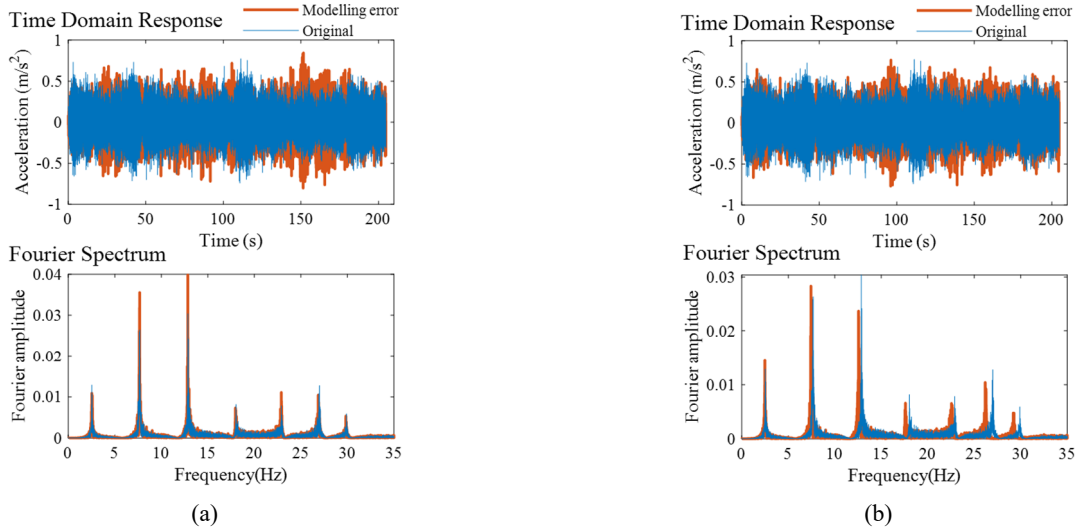 Modelling error
Original
Time Domain Response
Acceleration (m/s²)
1
0.5
0
-0.5
-1
0 50 100 150 200
Time (s)
Fourier Spectrum
Fourier amplitude
0.04
0.03
0.02
0.01
0
0 5 10 15 20 25 30 35
Frequency(Hz)
(a)
Modelling error
Original
Time Domain Response
Acceleration (m/s²)
1
0.5
0
-0.5
-1
0 50 100 150 200
Time (s)
Fourier Spectrum
Fourier amplitude
0.03
0.02
0.01
0
0 5 10 15 20 25 30 35
Frequency(Hz)
(b)